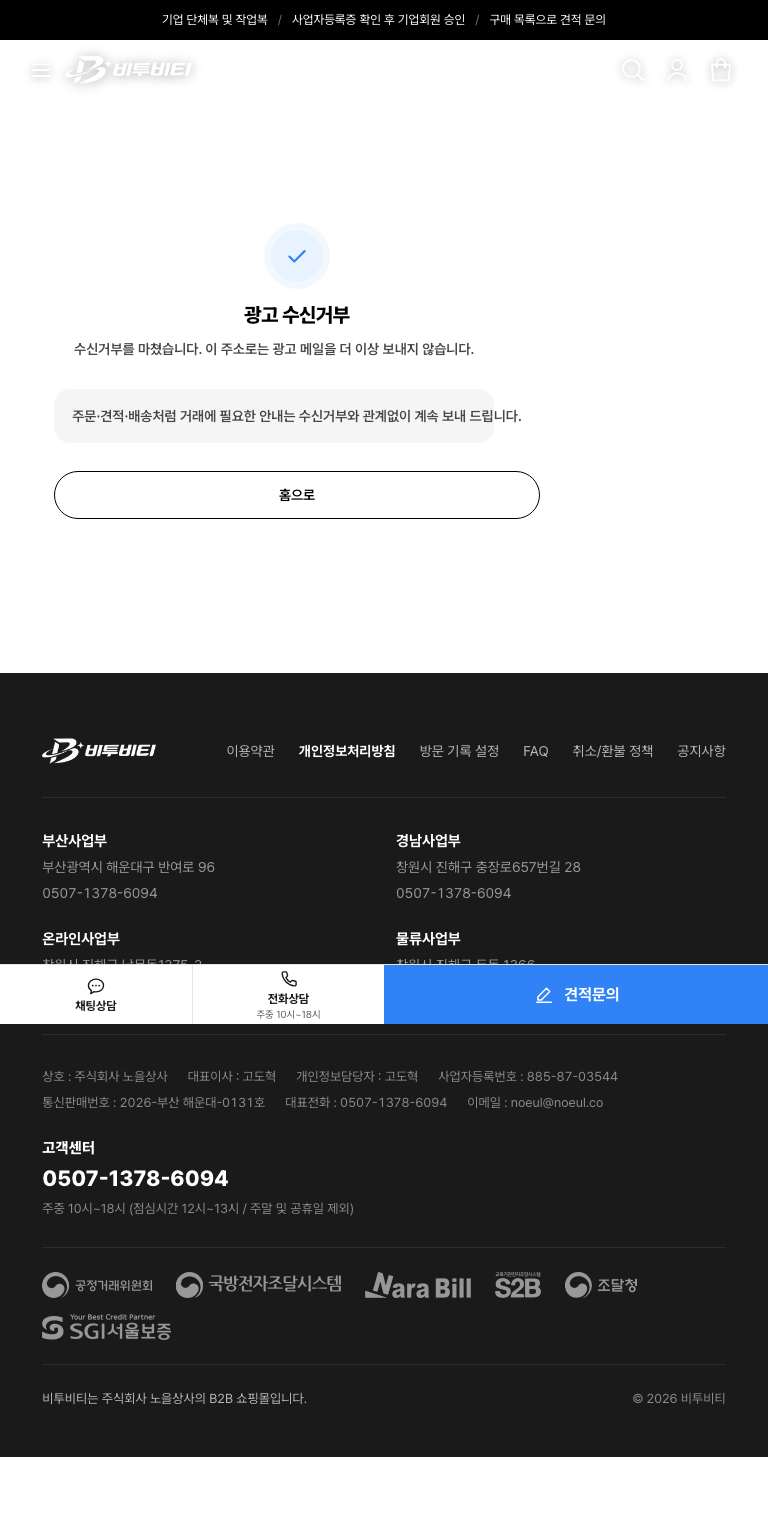 기업 단체복 및 작업복 / 사업자등록증 확인 후 기업회원 승인 / 구매 목록으로 견적 문의
비투비티
광고 수신거부
수신거부를 마쳤습니다. 이 주소로는 광고 메일을 더 이상 보내지 않습니다.
주문·견적·배송처럼 거래에 필요한 안내는 수신거부와 관계없이 계속 보내 드립니다.
홈으로
비투비티
이용약관 개인정보처리방침 방문 기록 설정 FAQ 취소/환불 정책 공지사항
부산사업부 경남사업부
부산광역시 해운대구 반여로 96 창원시 진해구 충장로657번길 28
0507-1378-6094 0507-1378-6094
온라인사업부 물류사업부
채팅상담 전화상담 견적문의
주중 10시~18시
상호 : 주식회사 노을상사 대표이사 : 고도혁 개인정보담당자 : 고도혁 사업자등록번호 : 885-87-03544
통신판매번호 : 2026-부산 해운대-0131호 대표전화 : 0507-1378-6094 이메일 : noeul@noeul.co
고객센터
0507-1378-6094
주중 10시~18시 (점심시간 12시~13시 / 주말 및 공휴일 제외)
공정거래위원회 국방전자조달시스템 Nara Bill S2B 조달청
Your Best Credit Partner
SGI서울보증
비투비티는 주식회사 노을상사의 B2B 쇼핑몰입니다. © 2026 비투비티